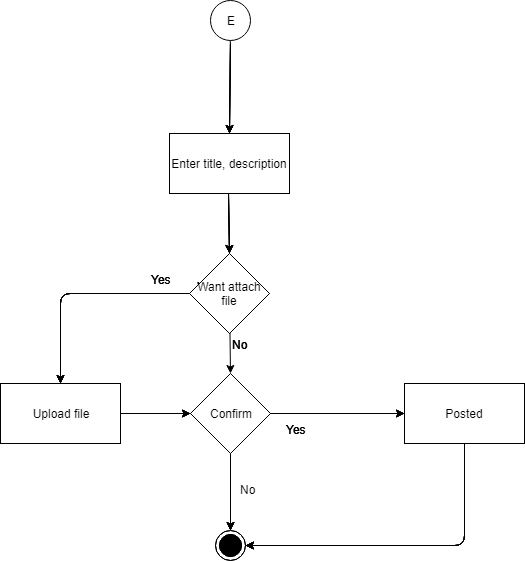 E
Enter title, description
Yes
Want attach
file
No
Upload file
Confirm
Posted
Yes
No